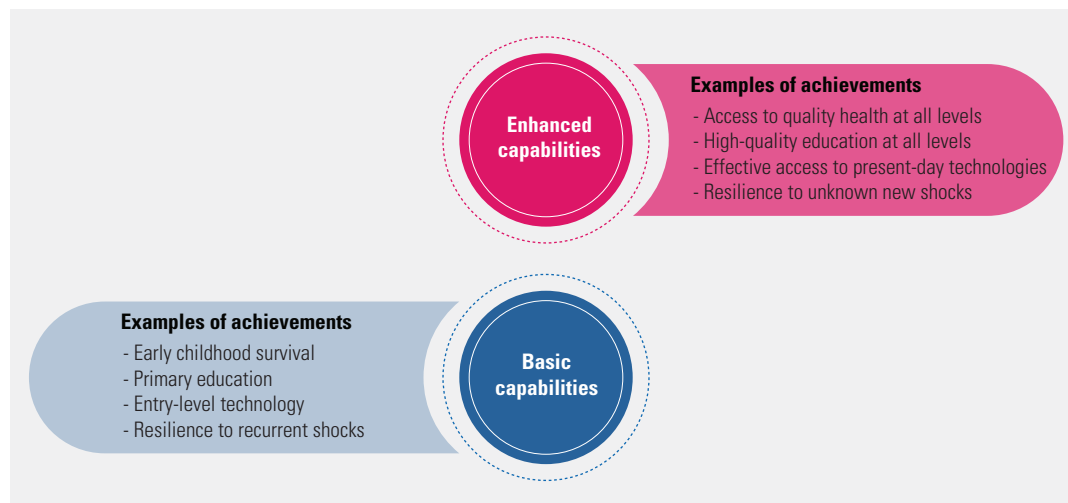 Enhanced
capabilities
Examples of achievements
- Access to quality health at all levels
- High-quality education at all levels
- Effective access to present-day technologies
- Resilience to unknown new shocks
Examples of achievements
- Early childhood survival
- Primary education
- Entry-level technology
- Resilience to recurrent shocks
Basic
capabilities